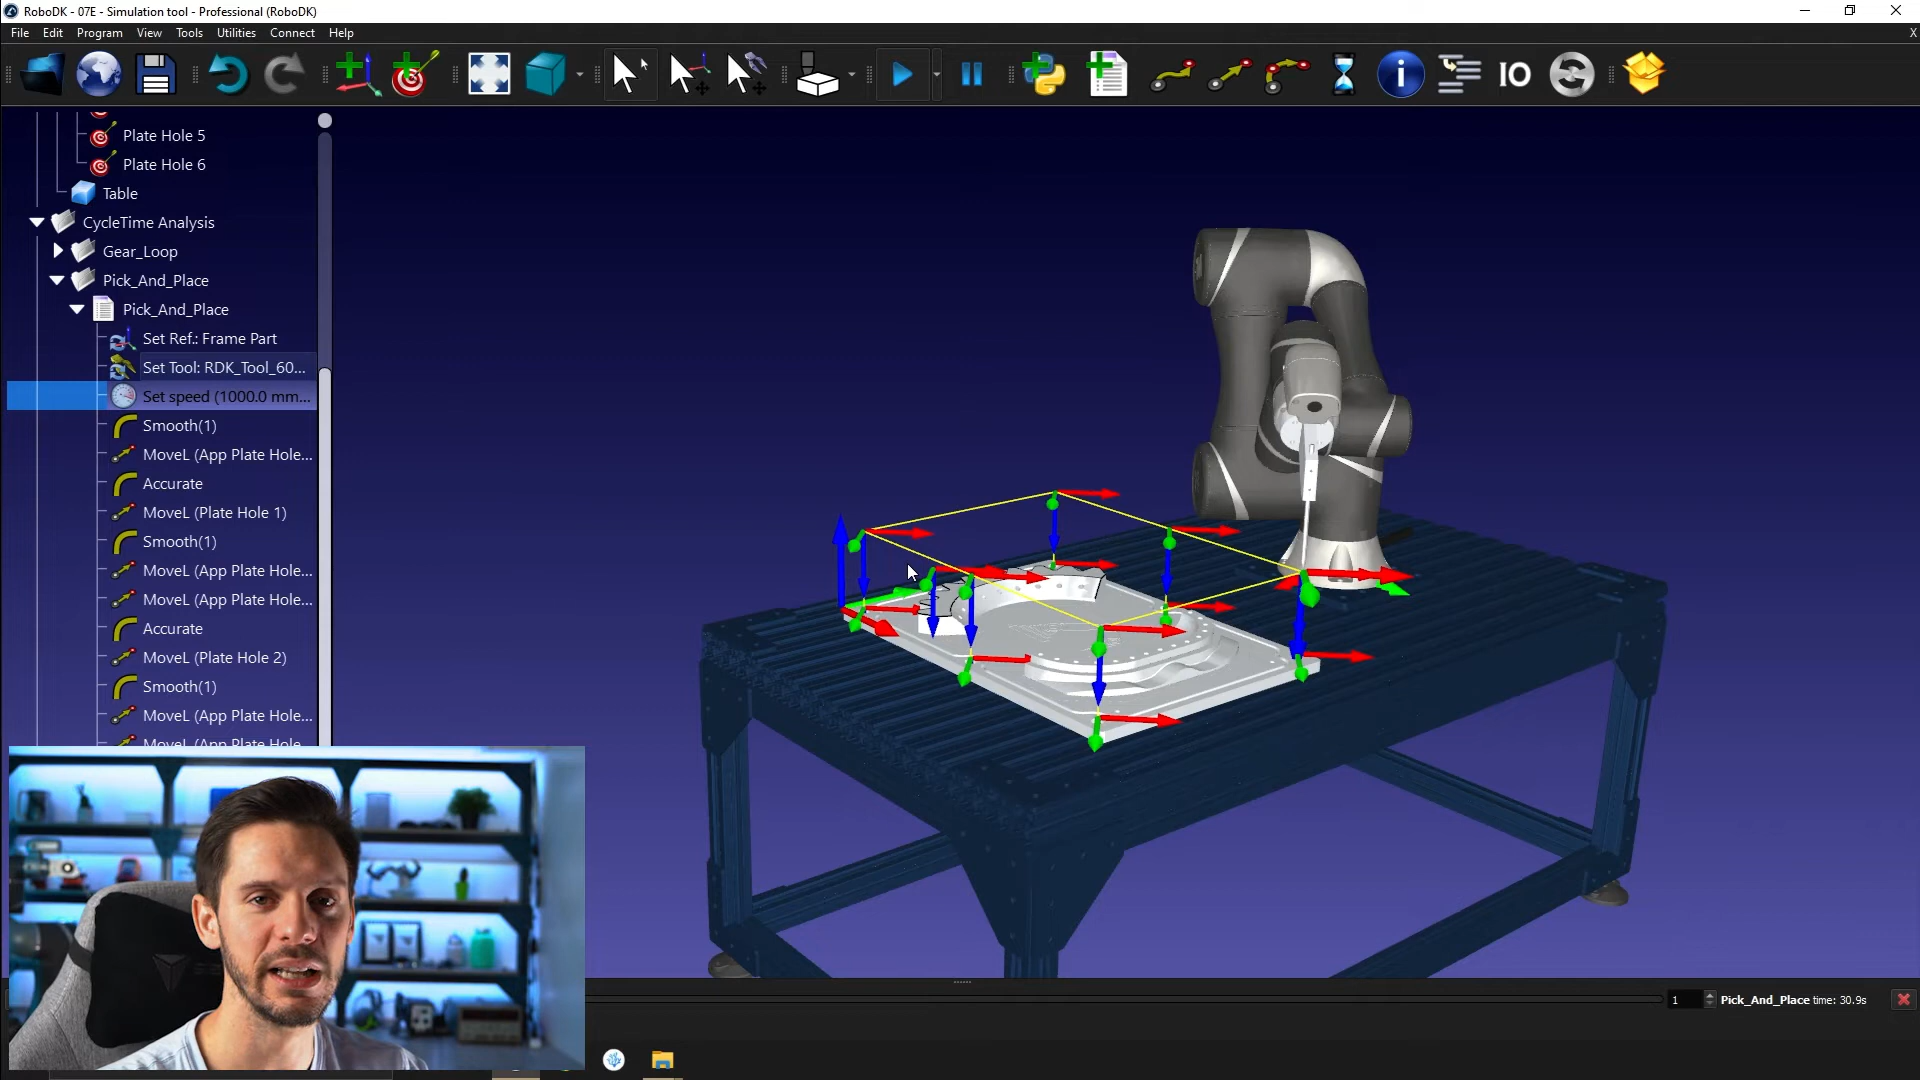 RoboDK - 07E - Simulation tool - Professional (RoboDK)
File Edit Program View Tools Utilities Connect Help
X
IO
Plate Hole 5
Plate Hole 6
Table
CycleTime Analysis
Gear_Loop
Pick_And_Place
Pick_And_Place
Set Ref.: Frame Part
Set Tool: RDK_Tool_60...
Set speed (1000.0 mm...
Smooth(1)
MoveL (App Plate Hole...
Accurate
MoveL (Plate Hole 1)
Smooth(1)
MoveL (App Plate Hole...
MoveL (App Plate Hole...
Accurate
MoveL (Plate Hole 2)
Smooth(1)
MoveL (App Plate Hole...
MoveL (App Plate Hole
1 Pick_And_Place time: 30.9s